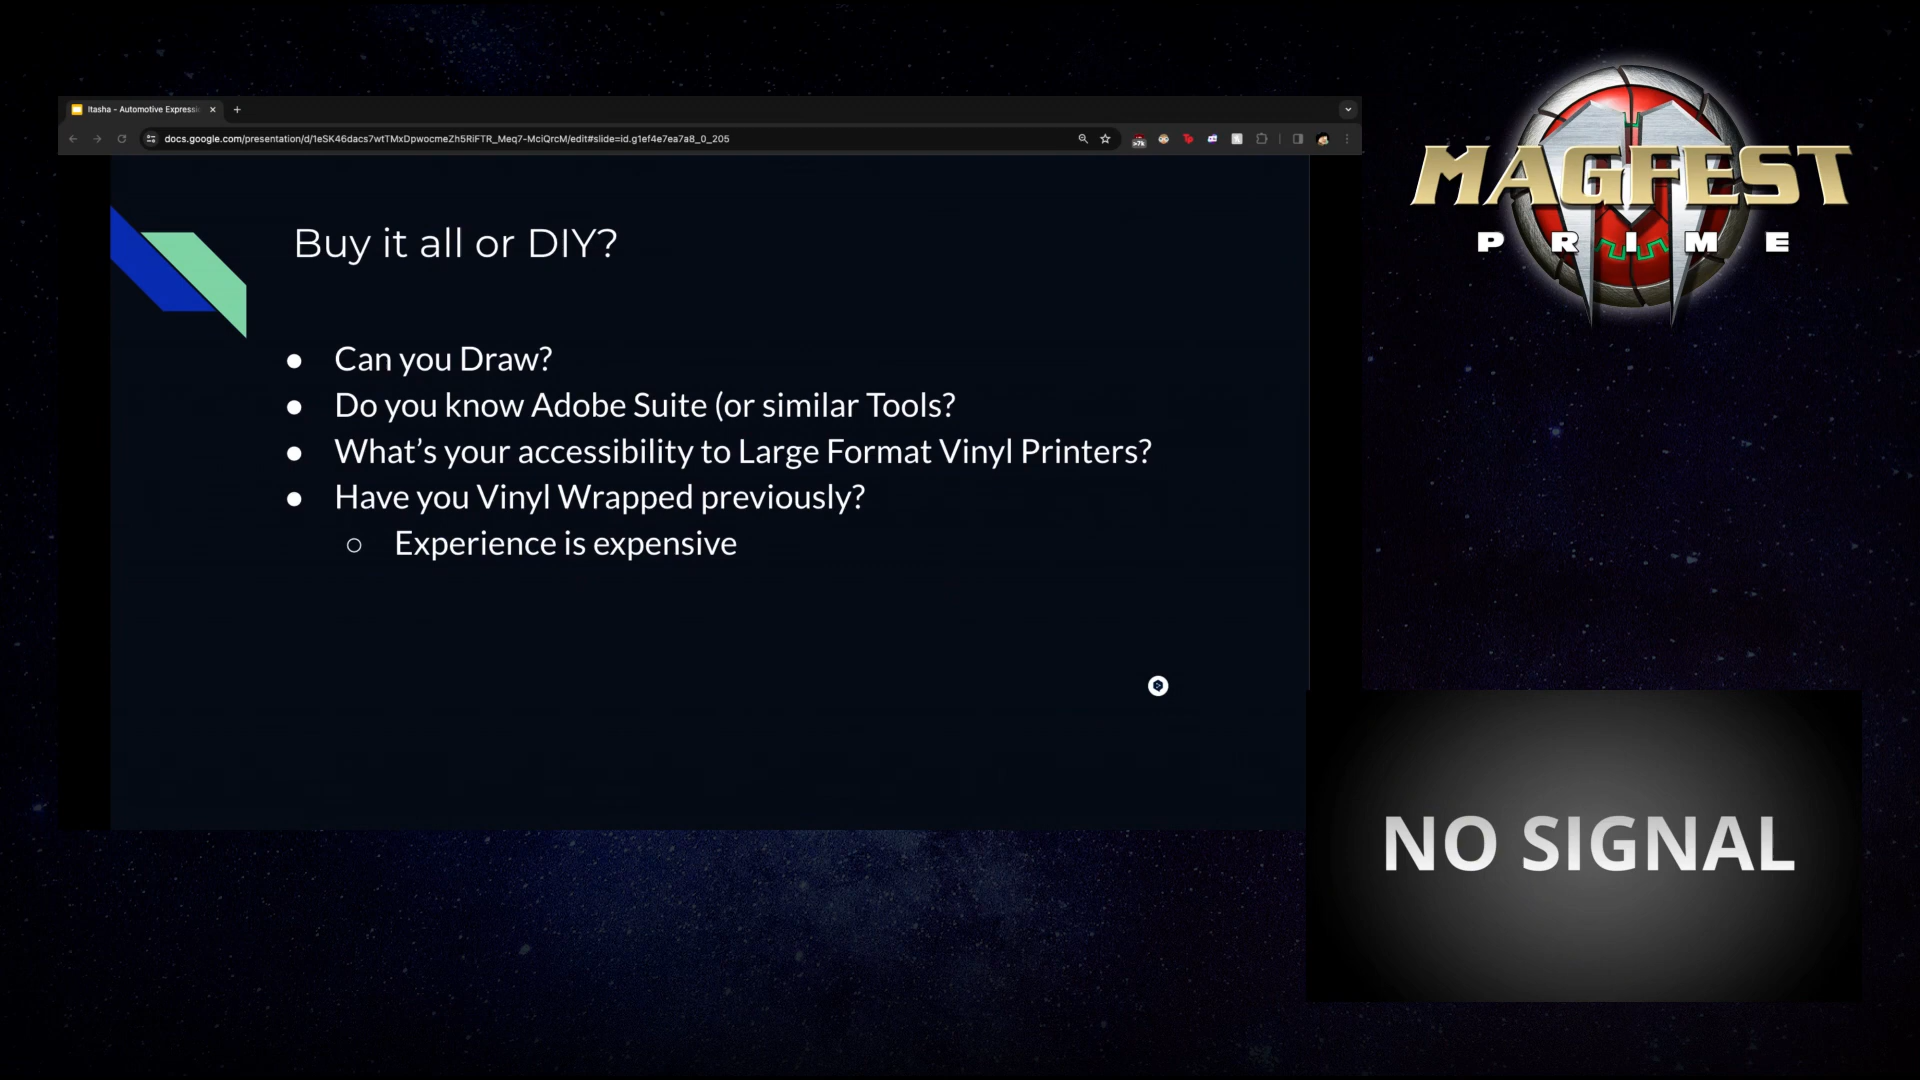 Itasha - Automotive Expressi
docs.google.com/presentation/d/1eSK46dacs7wtTMxDpwocmeZh5RiFTR_Meq7-MciQrcM/edit#slide=id.g1ef4e7ea7a8_0_205
>7k
MAGFEST
PRIME
Buy it all or DIY?
● Can you Draw?
● Do you know Adobe Suite (or similar Tools?
● What's your accessibility to Large Format Vinyl Printers?
● Have you Vinyl Wrapped previously?
○ Experience is expensive
NO SIGNAL